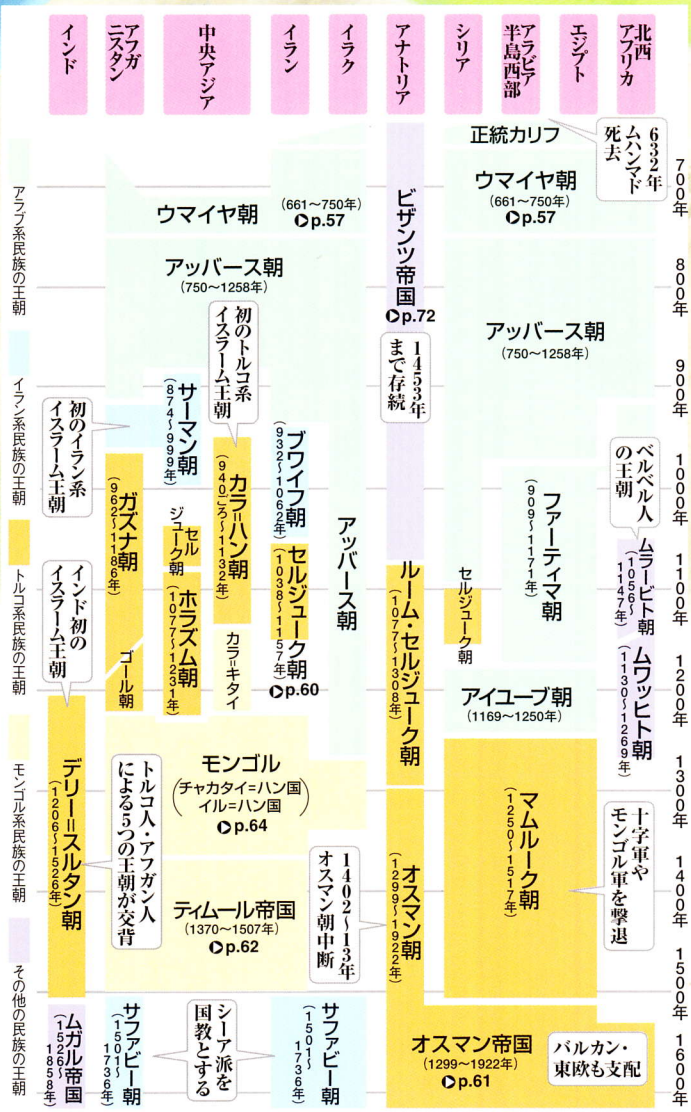 インド
アフガニスタン
中央アジア
イラン
イラク
アナトリア
シリア
アラビア半島西部
エジプト
北西アフリカ
700年
800年
900年
1000年
1100年
1200年
1300年
1400年
1500年
1600年
アラブ系民族の王朝
イラン系民族の王朝
トルコ系民族の王朝
モンゴル系民族の王朝
その他の民族の王朝
632年
ムハンマド
死去
正統カリフ
ウマイヤ朝
(661〜750年)
▶p.57
ウマイヤ朝
(661〜750年)
▶p.57
ビザンツ帝国
▶p.72
1453年
まで存続
アッバース朝
(750〜1258年)
アッバース朝
(750〜1258年)
初のトルコ系
イスラーム王朝
サーマン朝
(874〜999年)
初のイラン系
イスラーム王朝
ブワイフ朝
(932〜1062年)
カラ=ハン朝
(940ごろ〜1132年)
ガズナ朝
(962〜1186年)
セルジューク朝
アッバース朝
ファーティマ朝
(909〜1171年)
ベルベル人
の王朝
ムラービト朝
(1056〜
1147年)
セルジューク朝
(1038〜1157年)
▶p.60
ホラズム朝
(1077〜1231年)
カラ=キタイ
ゴール朝
ルーム・セルジューク朝
(1077〜1308年)
セルジューク朝
ムワッヒト朝
(1130〜1269年)
インド初の
イスラーム王朝
アイユーブ朝
(1169〜1250年)
デリー=スルタン朝
(1206〜1526年)
トルコ人・アフガン人
による5つの王朝が交背
モンゴル
(チャカタイ=ハン国
イル=ハン国)
▶p.64
マムルーク朝
(1250〜1517年)
十字軍や
モンゴル軍を撃退
オスマン朝
(1299〜1922年)
1402〜13年
オスマン朝中断
ティムール帝国
(1370〜1507年)
▶p.62
ムガル帝国
(1526〜
1858年)
サファビー朝
(1501〜
1736年)
シーア派を
国教とする
サファビー朝
(1501〜
1736年)
オスマン帝国
(1299〜1922年)
▶p.61
バルカン・
東欧も支配